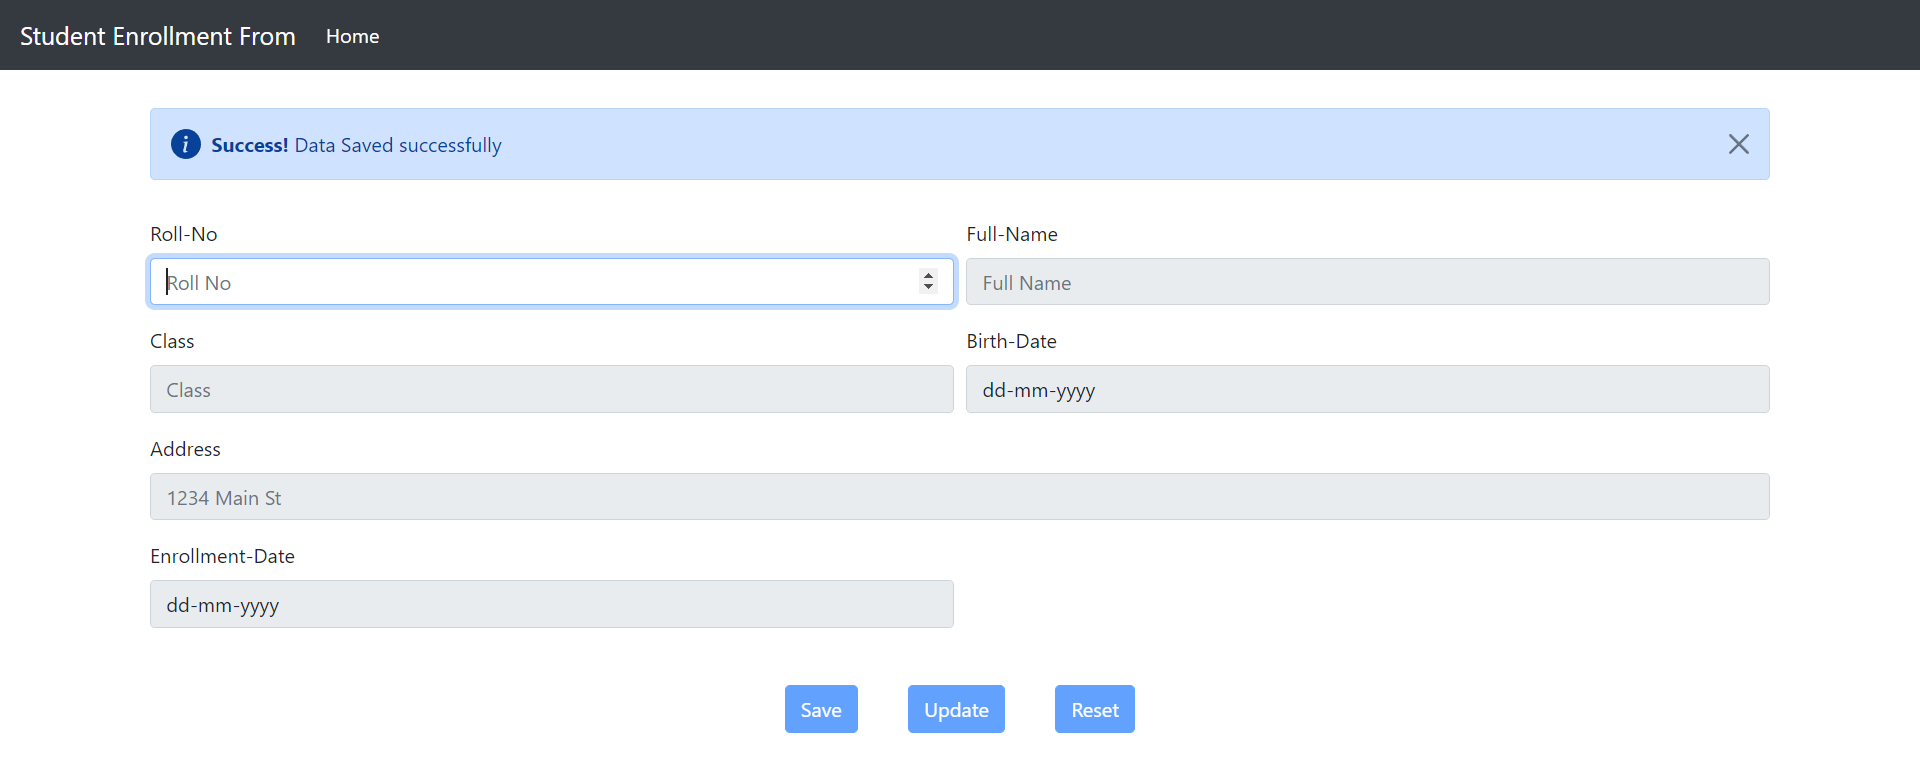 Student Enrollment From Home
i Success! Data Saved successfully
Roll-No Full-Name
Roll No Full Name
Class Birth-Date
Class dd-mm-yyyy
Address
1234 Main St
Enrollment-Date
dd-mm-yyyy
Save Update Reset